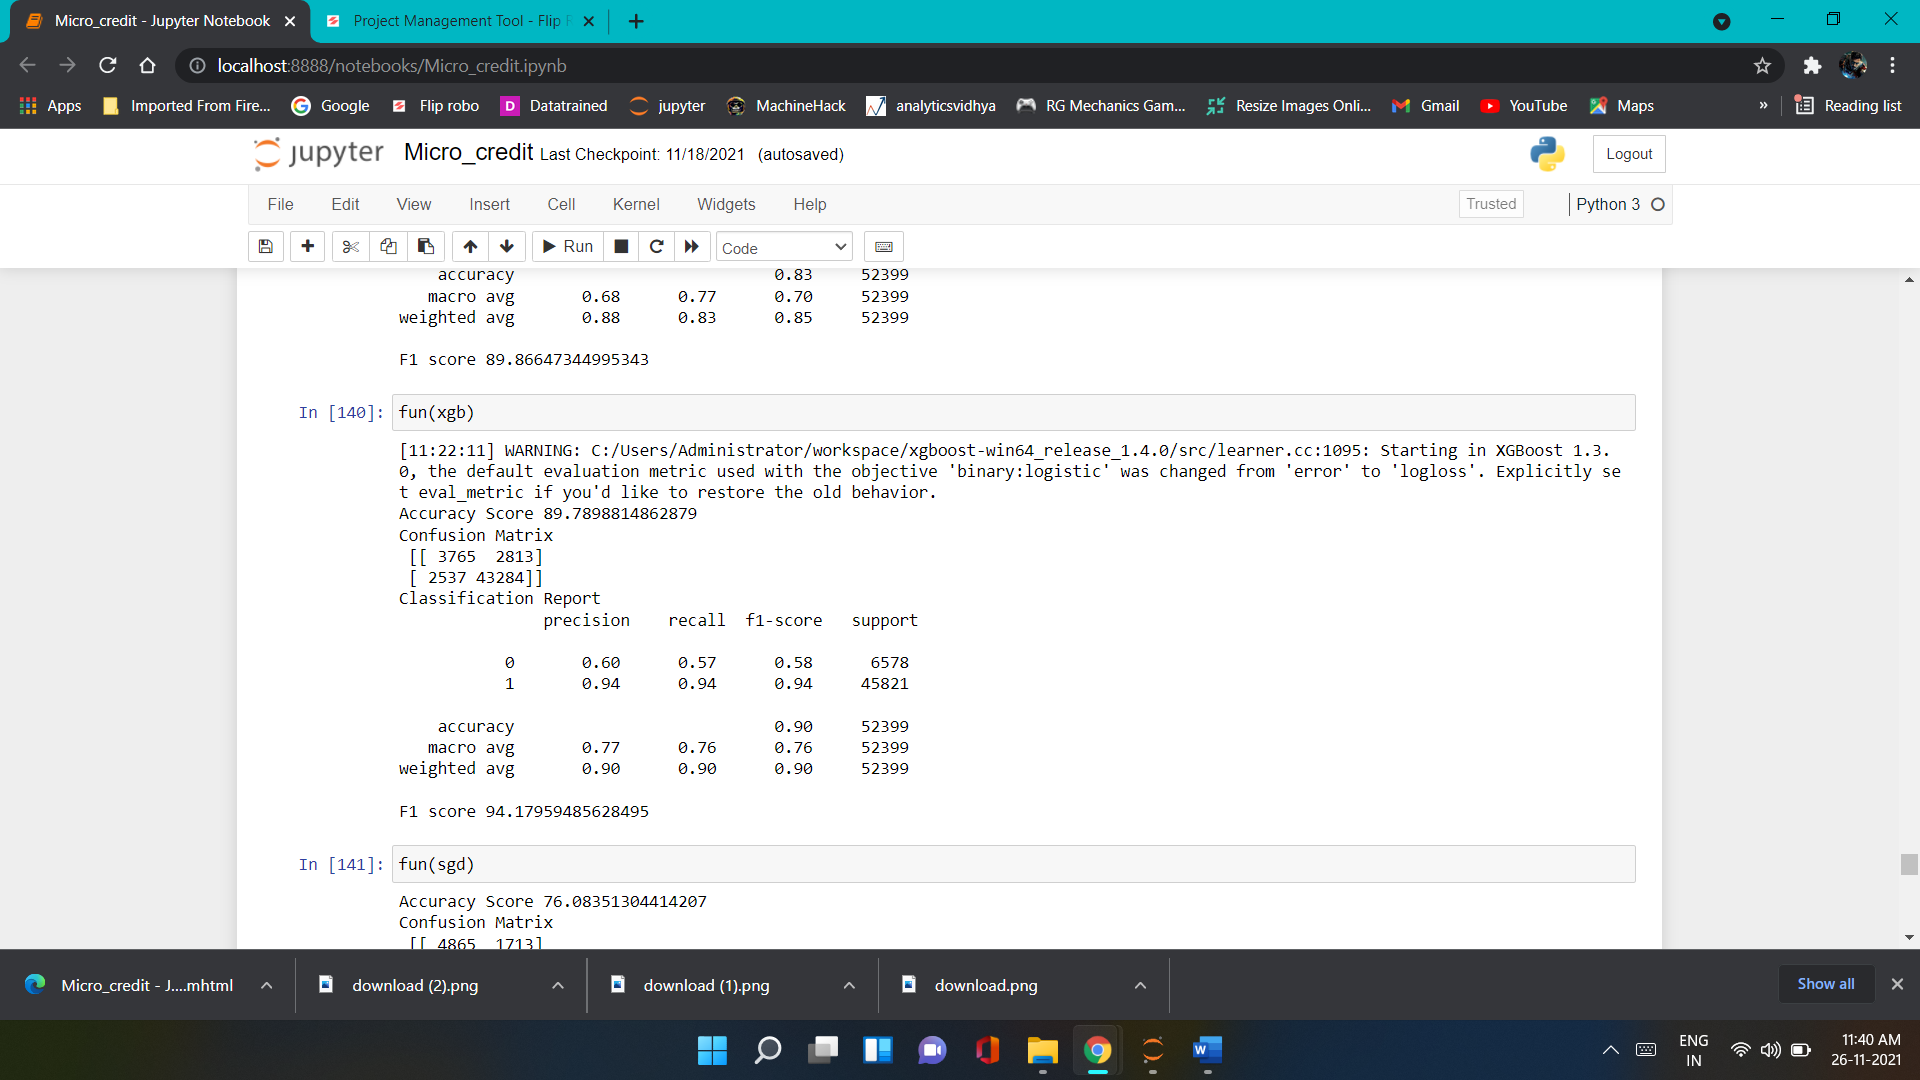 Micro_credit - Jupyter Notebook
Project Management Tool - Flip
localhost:8888/notebooks/Micro_credit.ipynb
Apps Imported From Fire... Google Flip robo Datatrained jupyter MachineHack analyticsvidhya RG Mechanics Gam... Resize Images Onli... Gmail YouTube Maps » Reading list
jupyter Micro_credit Last Checkpoint: 11/18/2021 (autosaved) Logout
File Edit View Insert Cell Kernel Widgets Help Trusted Python 3
Run Code
accuracy 0.83 52399
macro avg 0.68 0.77 0.70 52399
weighted avg 0.88 0.83 0.85 52399
F1 score 89.86647344995343
In [140]: fun(xgb)
[11:22:11] WARNING: C:/Users/Administrator/workspace/xgboost-win64_release_1.4.0/src/learner.cc:1095: Starting in XGBoost 1.3.
0, the default evaluation metric used with the objective 'binary:logistic' was changed from 'error' to 'logloss'. Explicitly se
t eval_metric if you'd like to restore the old behavior.
Accuracy Score 89.7898814862879
Confusion Matrix
[[ 3765 2813]
[ 2537 43284]]
Classification Report
precision recall f1-score support
0 0.60 0.57 0.58 6578
1 0.94 0.94 0.94 45821
accuracy 0.90 52399
macro avg 0.77 0.76 0.76 52399
weighted avg 0.90 0.90 0.90 52399
F1 score 94.17959485628495
In [141]: fun(sgd)
Accuracy Score 76.08351304414207
Confusion Matrix
[[ 4865 1713]
Micro_credit - J....mhtml download (2).png download (1).png download.png Show all
ENG
IN
11:40 AM
26-11-2021